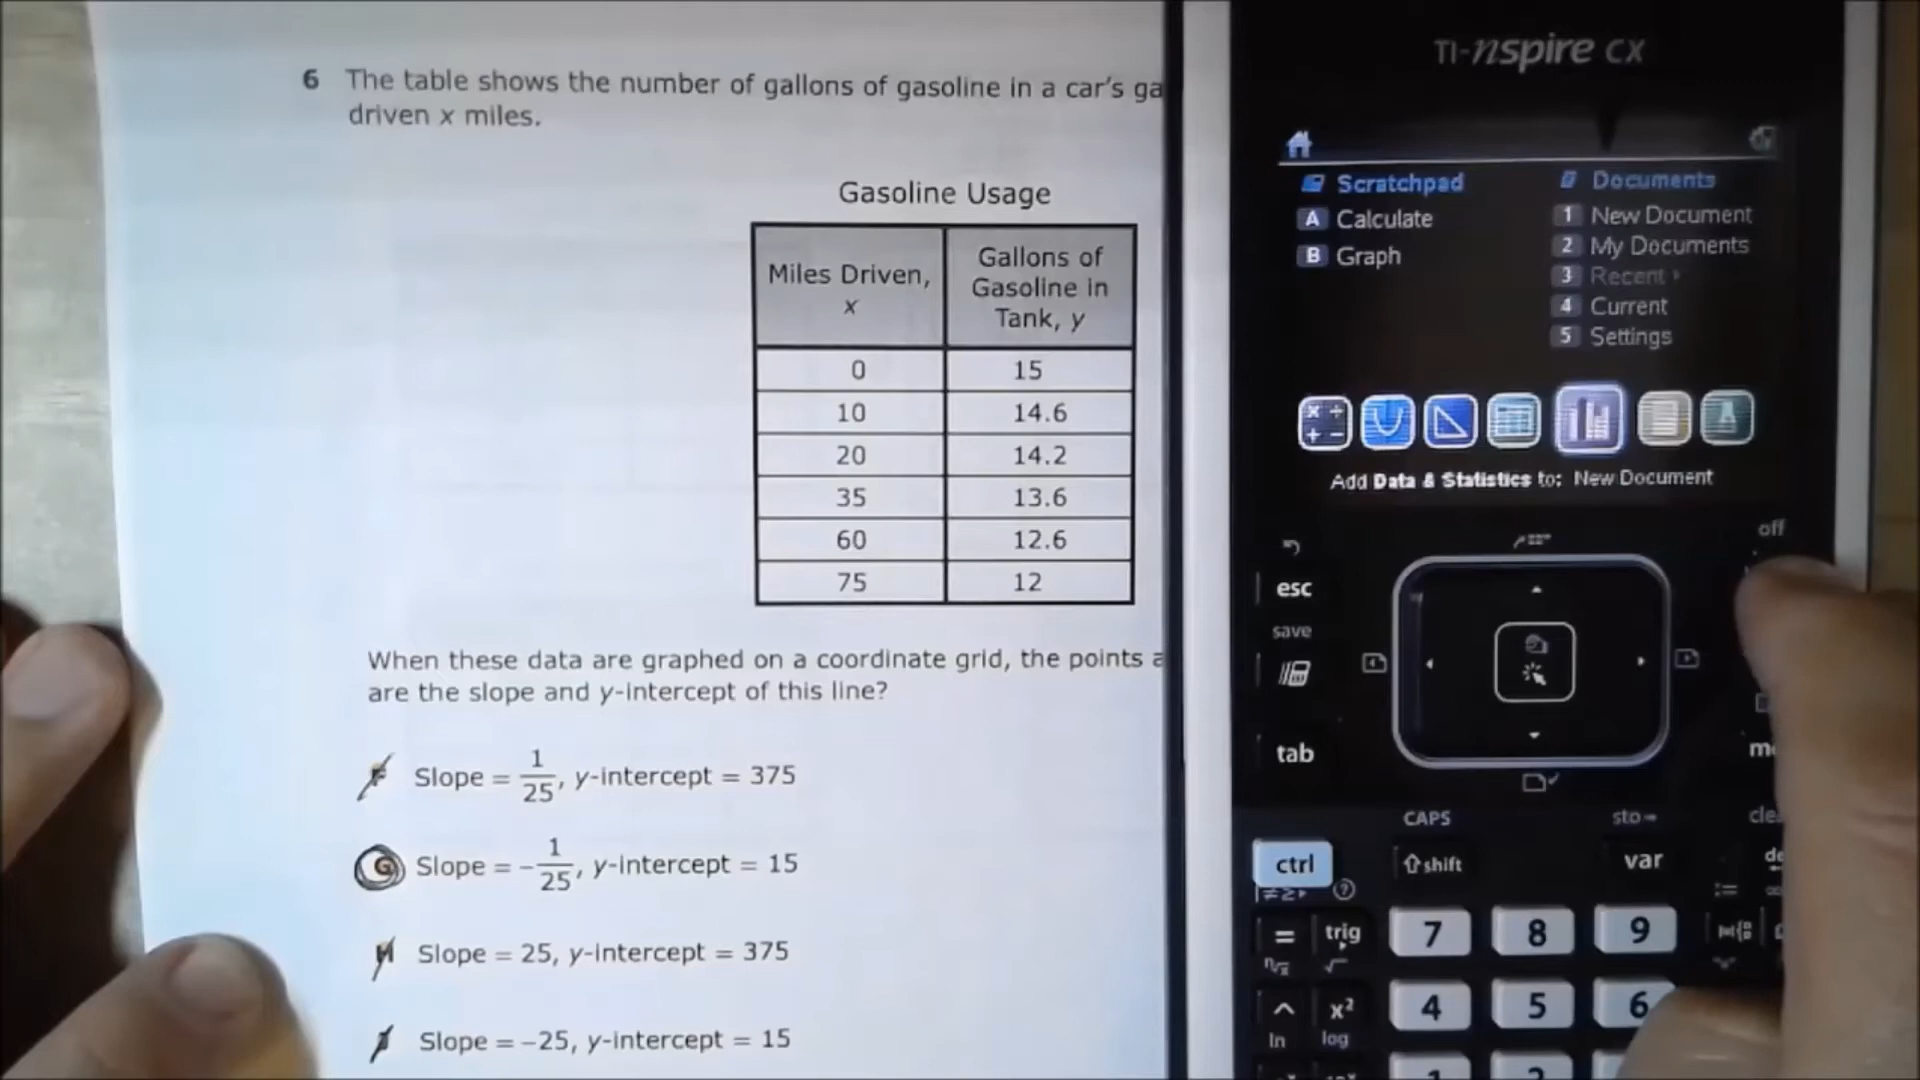 6 The table shows the number of gallons of gasoline in a car's ga
driven x miles.
Gasoline Usage
Miles Driven,
x
Gallons of
Gasoline in
Tank, y
0 15
10 14.6
20 14.2
35 13.6
60 12.6
75 12
When these data are graphed on a coordinate grid, the points a
are the slope and y-intercept of this line?
F Slope = 1/25, y-intercept = 375
G Slope = -1/25, y-intercept = 15
H Slope = 25, y-intercept = 375
J Slope = -25, y-intercept = 15
TI-nspire CX
Scratchpad
A Calculate
B Graph
Documents
1 New Document
2 My Documents
3 Recent
4 Current
5 Settings
Add Data & Statistics to: New Document
off
esc
save
tab
CAPS
sto→
cle
ctrl
⇧shift
var
de
:=
=
trig
7
8
9
^
x²
4
5
6
ln
log